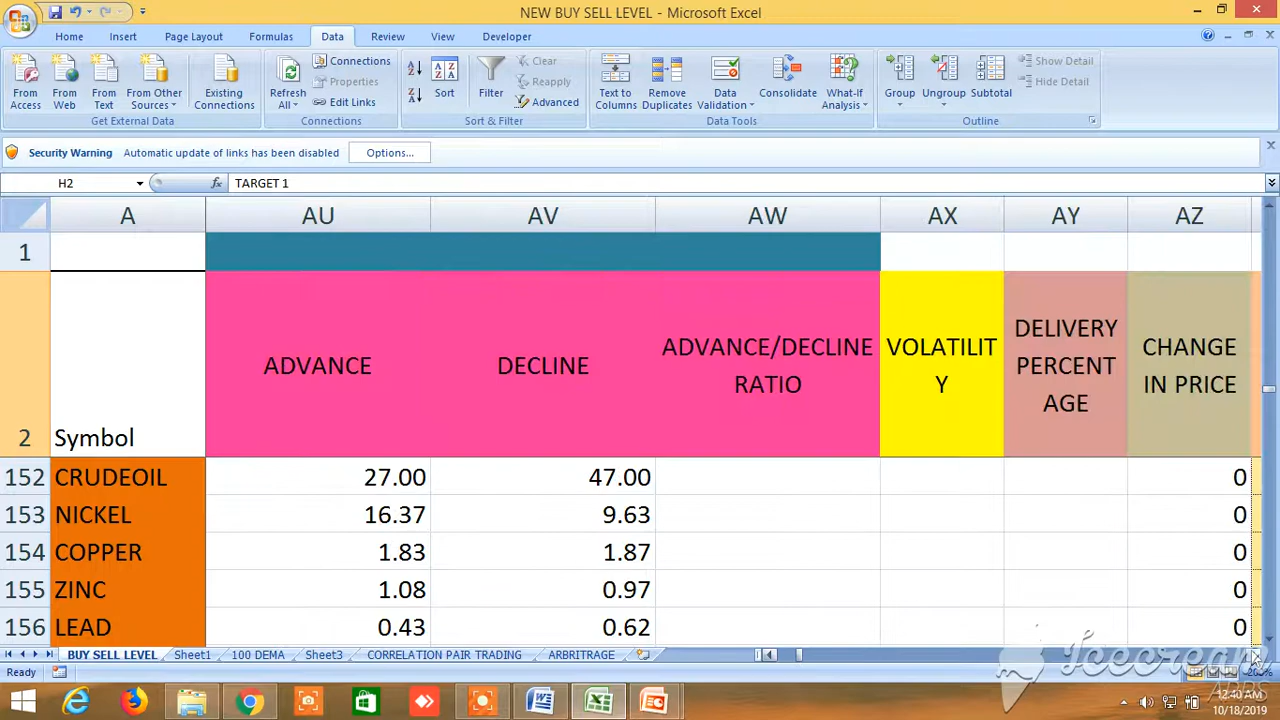 NEW BUY SELL LEVEL - Microsoft Excel
Home Insert Page Layout Formulas Data Review View Developer
From Access
From Web
From Text
From Other Sources
Existing Connections
Get External Data
Refresh All
Connections
Properties
Edit Links
Connections
Sort
Filter
Clear
Reapply
Advanced
Sort & Filter
Text to Columns
Remove Duplicates
Data Validation
Consolidate
What-If Analysis
Data Tools
Group
Ungroup
Subtotal
Show Detail
Hide Detail
Outline
Security Warning Automatic update of links has been disabled Options...
H2 fx TARGET 1
A AU AV AW AX AY AZ
1
2 Symbol
ADVANCE
DECLINE
ADVANCE/DECLINE
RATIO
VOLATILIT
Y
DELIVERY
PERCENT
AGE
CHANGE
IN PRICE
152 CRUDEOIL 27.00 47.00 0
153 NICKEL 16.37 9.63 0
154 COPPER 1.83 1.87 0
155 ZINC 1.08 0.97 0
156 LEAD 0.43 0.62 0
BUY SELL LEVEL Sheet1 100 DEMA Sheet3 CORRELATION PAIR TRADING ARBRITRAGE
Ready
Icecream
APPS
12:40 AM
10/18/2019